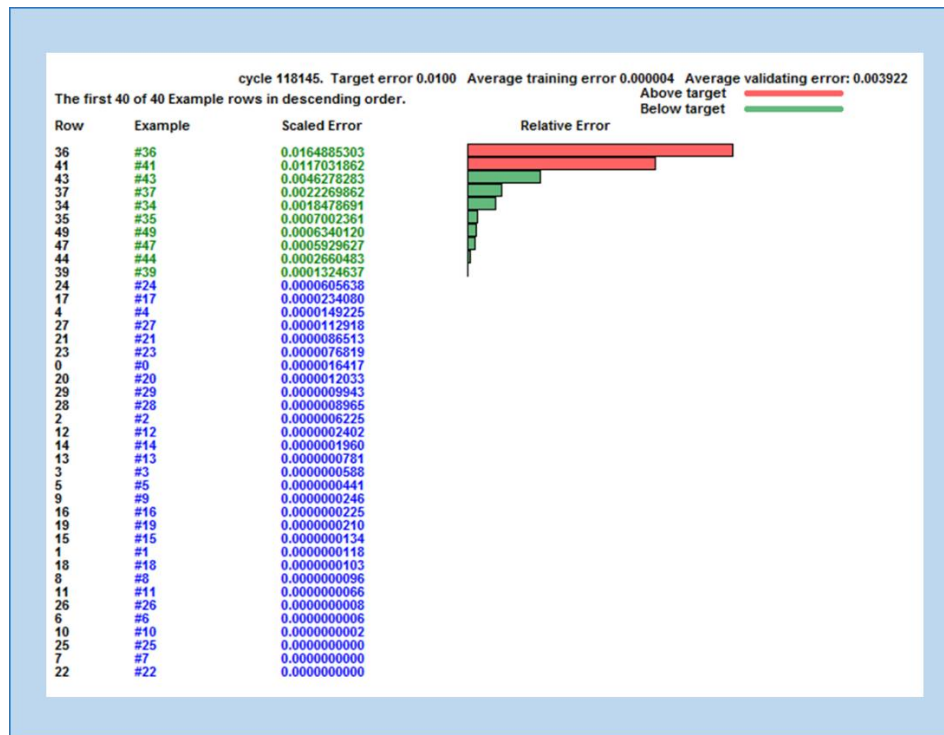 cycle 118145. Target error 0.0100 Average training error 0.000004 Average validating error: 0.003922
The first 40 of 40 Example rows in descending order.
Above target
Below target
Row Example Scaled Error Relative Error
36 #36 0.0164885303
41 #41 0.0117031862
43 #43 0.0046278283
37 #37 0.0022269862
34 #34 0.0018478691
35 #35 0.0007002361
49 #49 0.0006340120
47 #47 0.0005929627
44 #44 0.0002660483
39 #39 0.0001324637
24 #24 0.0000605638
17 #17 0.0000234080
4 #4 0.0000149225
27 #27 0.0000112918
21 #21 0.0000086513
23 #23 0.0000076819
0 #0 0.0000016417
20 #20 0.0000012033
29 #29 0.0000009943
28 #28 0.0000008965
2 #2 0.0000006225
12 #12 0.0000002402
14 #14 0.0000001960
13 #13 0.0000000781
3 #3 0.0000000588
5 #5 0.0000000441
9 #9 0.0000000246
16 #16 0.0000000225
19 #19 0.0000000210
15 #15 0.0000000134
1 #1 0.0000000118
18 #18 0.0000000103
8 #8 0.0000000096
11 #11 0.0000000066
26 #26 0.0000000008
6 #6 0.0000000006
10 #10 0.0000000002
25 #25 0.0000000000
7 #7 0.0000000000
22 #22 0.0000000000